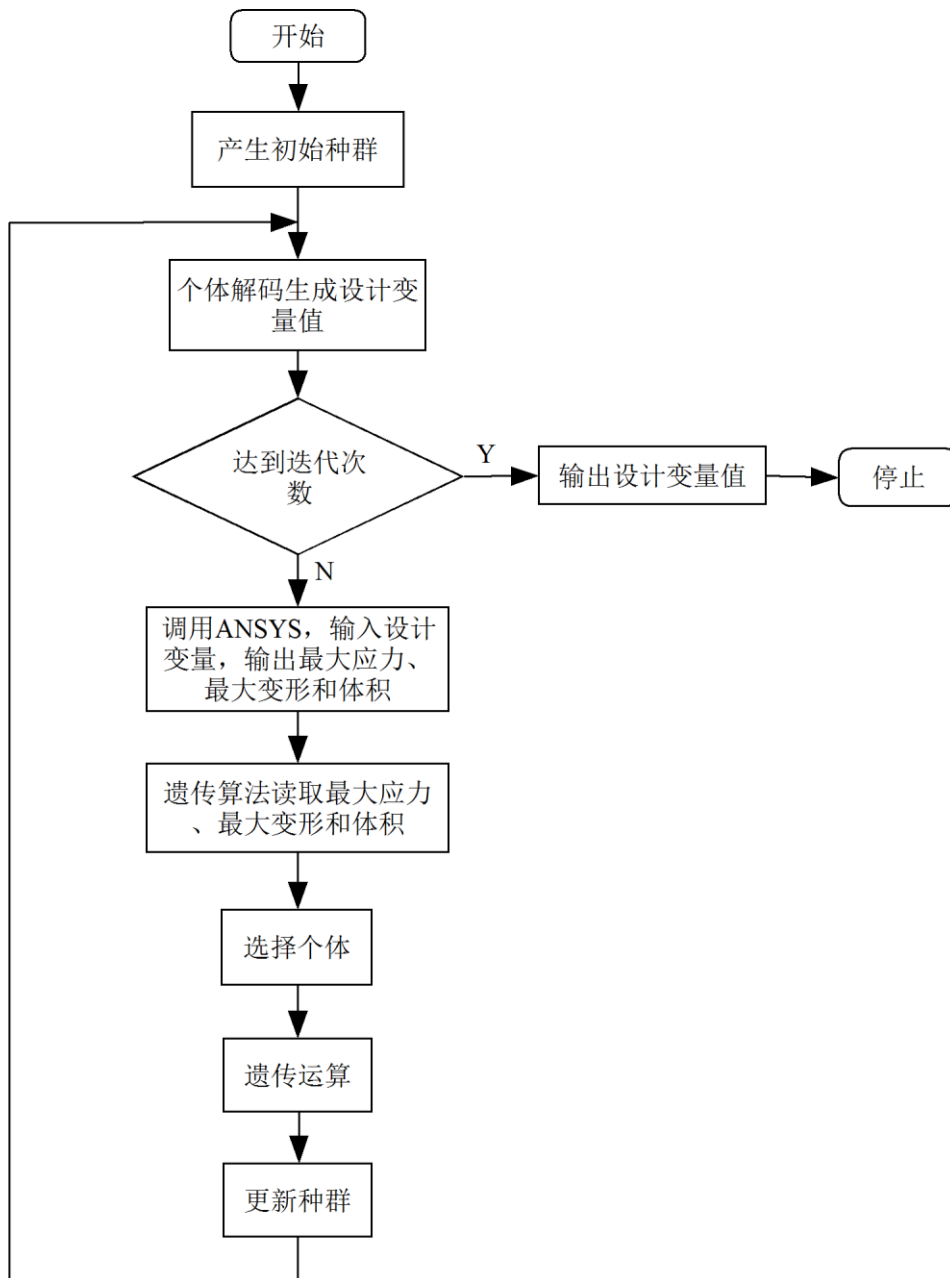 开始
产生初始种群
个体解码生成设计变
量值
达到迭代次
数
Y
输出设计变量值
停止
N
调用ANSYS，输入设计
变量，输出最大应力、
最大变形和体积
遗传算法读取最大应力
、最大变形和体积
选择个体
遗传运算
更新种群